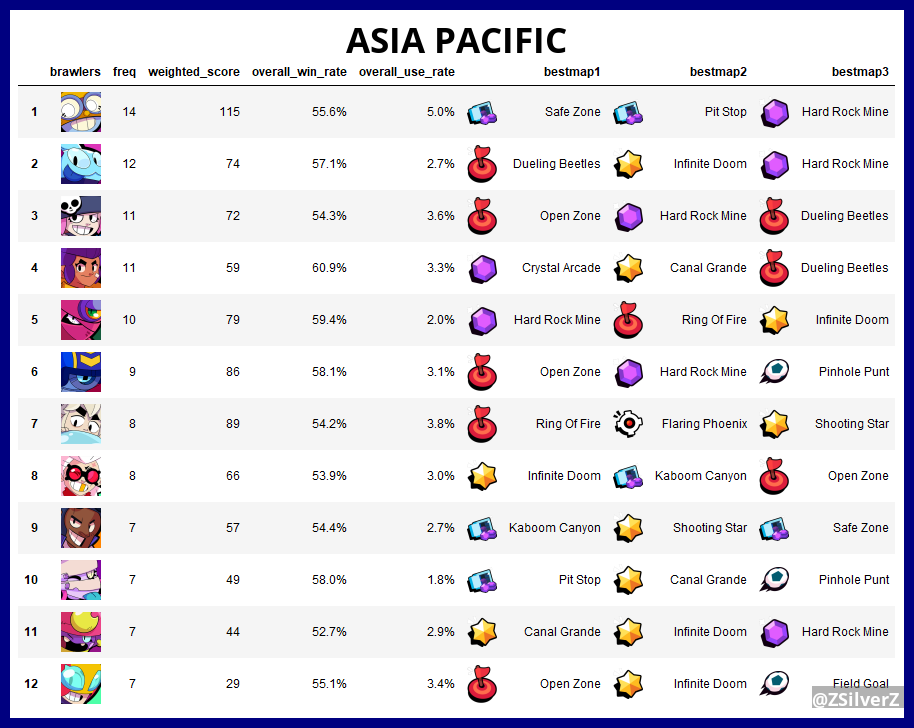 ASIA PACIFIC
brawlers freq weighted_score overall_win_rate overall_use_rate bestmap1 bestmap2 bestmap3
1 14 115 55.6% 5.0% Safe Zone Pit Stop Hard Rock Mine
2 12 74 57.1% 2.7% Dueling Beetles Infinite Doom Hard Rock Mine
3 11 72 54.3% 3.6% Open Zone Hard Rock Mine Dueling Beetles
4 11 59 60.9% 3.3% Crystal Arcade Canal Grande Dueling Beetles
5 10 79 59.4% 2.0% Hard Rock Mine Ring Of Fire Infinite Doom
6 9 86 58.1% 3.1% Open Zone Hard Rock Mine Pinhole Punt
7 8 89 54.2% 3.8% Ring Of Fire Flaring Phoenix Shooting Star
8 8 66 53.9% 3.0% Infinite Doom Kaboom Canyon Open Zone
9 7 57 54.4% 2.7% Kaboom Canyon Shooting Star Safe Zone
10 7 49 58.0% 1.8% Pit Stop Canal Grande Pinhole Punt
11 7 44 52.7% 2.9% Canal Grande Infinite Doom Hard Rock Mine
12 7 29 55.1% 3.4% Open Zone Infinite Doom Field Goal
@ZSilverZ